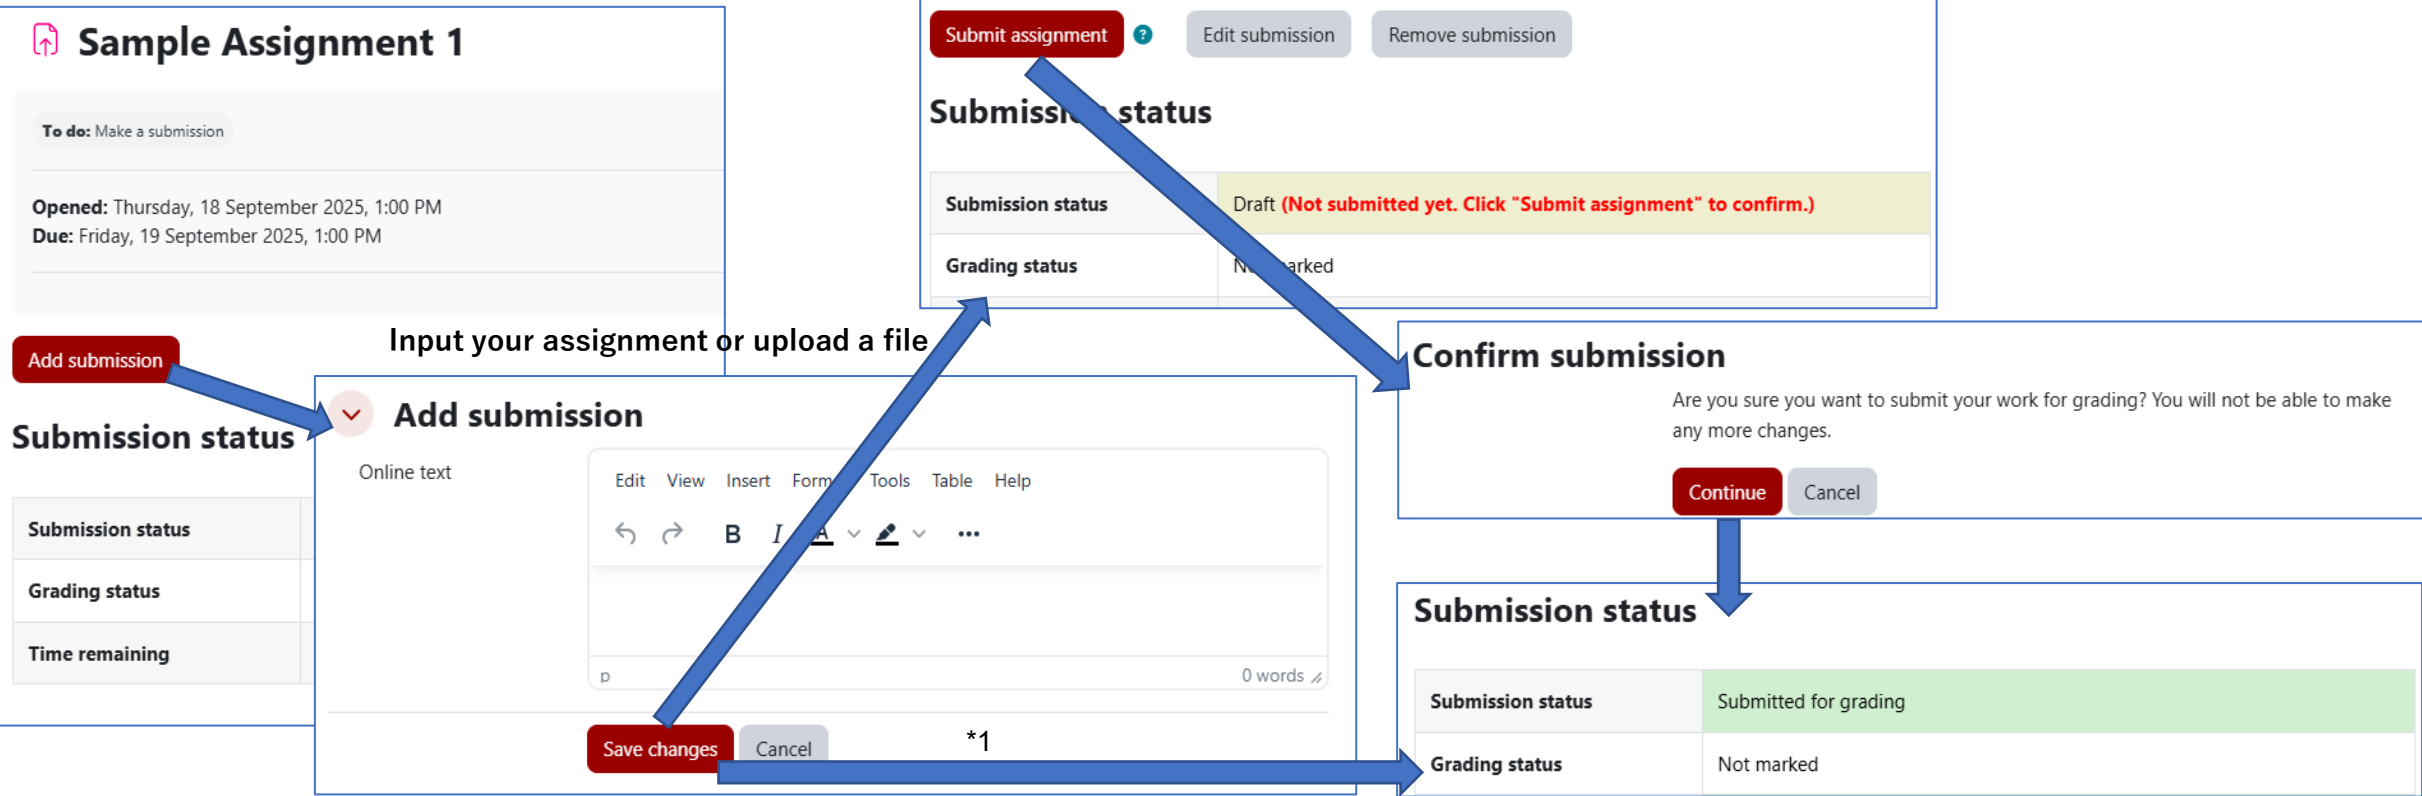 Sample Assignment 1
To do: Make a submission
Opened: Thursday, 18 September 2025, 1:00 PM
Due: Friday, 19 September 2025, 1:00 PM
Add submission
Submission status
Submission status
Grading status
Time remaining
Input your assignment or upload a file
Add submission
Online text
Edit View Insert Form Tools Table Help
B I A
p
0 words
Save changes
Cancel
*1
Submit assignment ?
Edit submission
Remove submission
Submission status
Submission status
Draft (Not submitted yet. Click "Submit assignment" to confirm.)
Grading status
Not marked
Confirm submission
Are you sure you want to submit your work for grading? You will not be able to make
any more changes.
Continue
Cancel
Submission status
Submission status
Submitted for grading
Grading status
Not marked